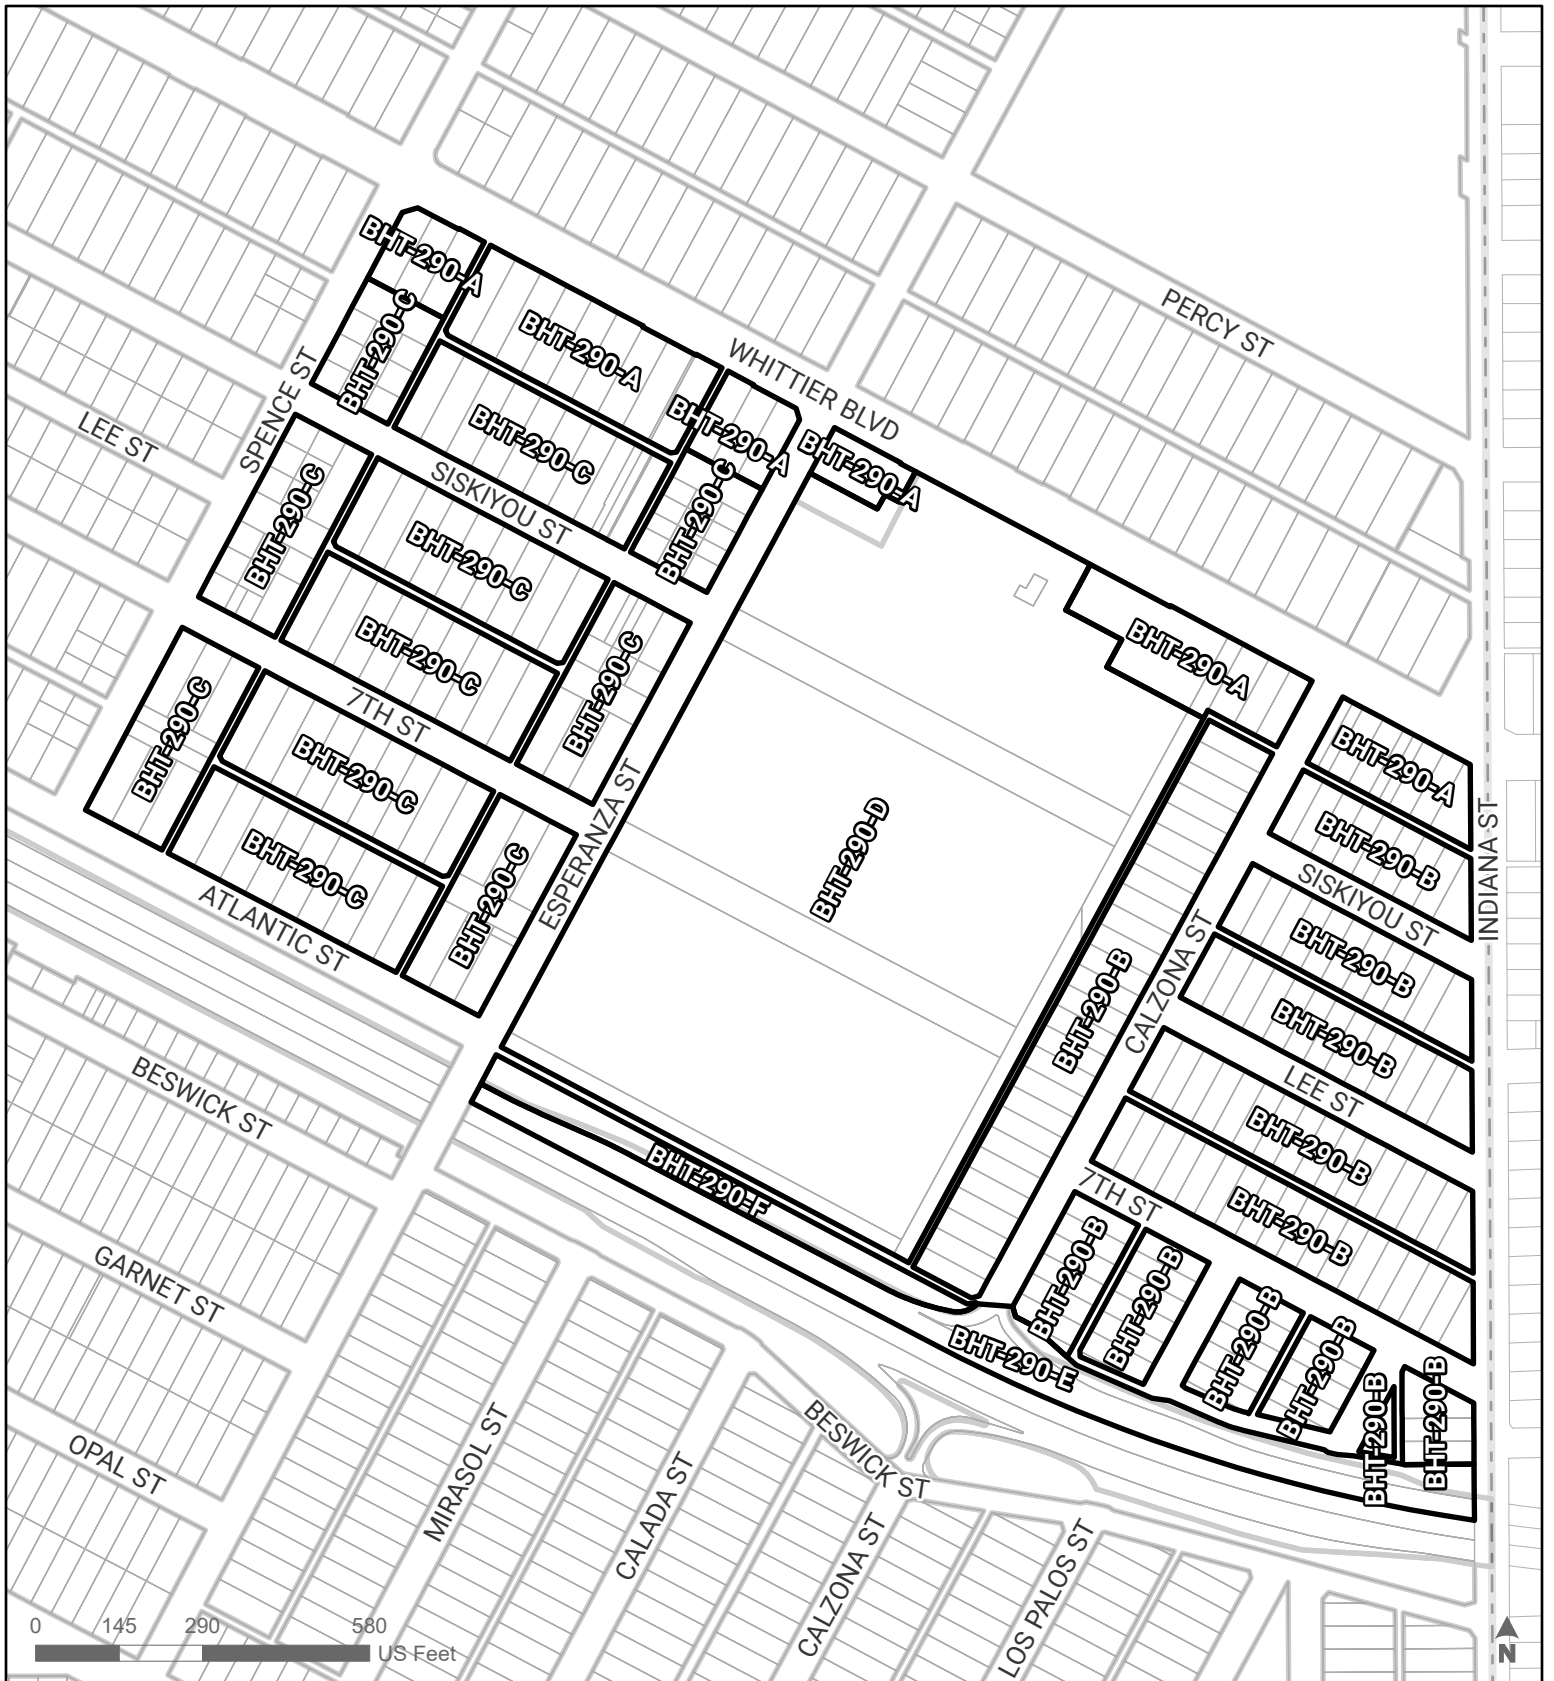 BHT-290-A
PERCY ST
BHT-290-C
BHT-290-A
WHITTIER BLVD
SPENCE ST
BHT-290-A
LEE ST
BHT-290-C
BHT-290-A
SISKIYOU ST
BHT-290-C
BHT-290-C
BHT-290-C
BHT-290-A
BHT-290-C
BHT-290-C
7TH ST
BHT-290-C
BHT-290-C
BHT-290-A
BHT-290-D
ESPERANZA ST
BHT-290-B
INDIANA ST
BHT-290-C
BHT-290-C
SISKIYOU ST
ATLANTIC ST
BHT-290-B
CALZONA ST
BHT-290-B
BHT-290-B
BESWICK ST
LEE ST
BHT-290-B
BHT-290-F
7TH ST
BHT-290-B
GARNET ST
BHT-290-B
BHT-290-B
BHT-290-E
BHT-290-B
BHT-290-B
BHT-290-B
BHT-290-B
OPAL ST
MIRASOL ST
BESWICK ST
CALADA ST
CALZONA ST
LOS PALOS ST
0 145 290 580
US Feet
N